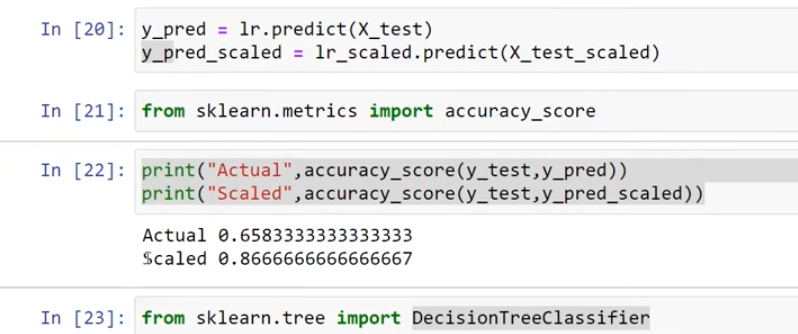 In [20]: y_pred = lr.predict(X_test)
y_pred_scaled = lr_scaled.predict(X_test_scaled)
In [21]: from sklearn.metrics import accuracy_score
In [22]: print("Actual",accuracy_score(y_test,y_pred))
print("Scaled",accuracy_score(y_test,y_pred_scaled))
Actual 0.6583333333333333
Scaled 0.8666666666666667
In [23]: from sklearn.tree import DecisionTreeClassifier